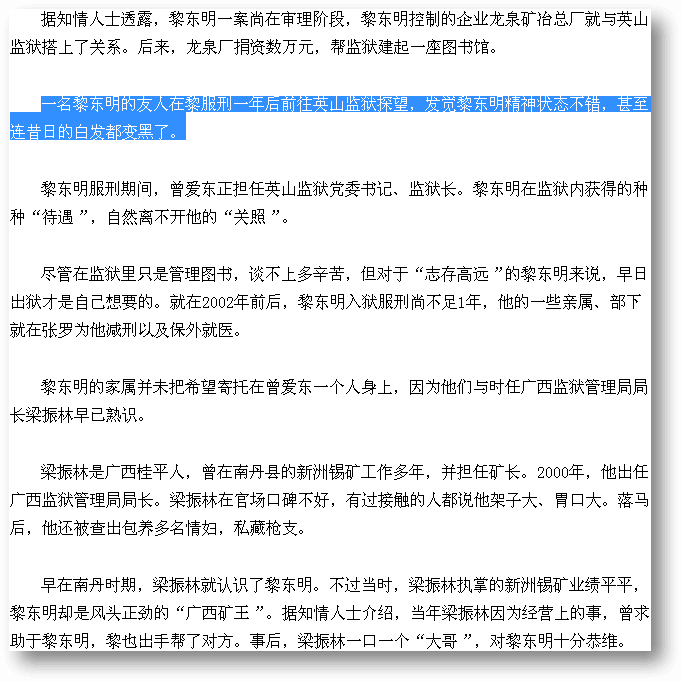 据知情人士透露，黎东明一案尚在审理阶段，黎东明控制的企业龙泉矿冶总厂就与英山
监狱搭上了关系。后来，龙泉厂捐资数万元，帮监狱建起一座图书馆。
一名黎东明的友人在黎服刑一年后前往英山监狱探望，发觉黎东明精神状态不错，甚至
连昔日的白发都变黑了。
黎东明服刑期间，曾爱东正担任英山监狱党委书记、监狱长。黎东明在监狱内获得的种
种“待遇 ”，自然离不开他的“关照 ”。
尽管在监狱里只是管理图书，谈不上多辛苦，但对于“志存高远 ”的黎东明来说，早日
出狱才是自己想要的。就在2002年前后，黎东明入狱服刑尚不足1年，他的一些亲属、部下
就在张罗为他减刑以及保外就医。
黎东明的家属并未把希望寄托在曾爱东一个人身上，因为他们与时任广西监狱管理局局
长梁振林早已熟识。
梁振林是广西桂平人，曾在南丹县的新洲锡矿工作多年，并担任矿长。2000年，他出任
广西监狱管理局局长。梁振林在官场口碑不好，有过接触的人都说他架子大、胃口大。落马
后，他还被查出包养多名情妇，私藏枪支。
早在南丹时期，梁振林就认识了黎东明。不过当时，梁振林执掌的新洲锡矿业绩平平，
黎东明却是风头正劲的“广西矿王 ”。据知情人士介绍，当年梁振林因为经营上的事，曾求
助于黎东明，黎也出手帮了对方。事后，梁振林一口一个“大哥 ”，对黎东明十分恭维。